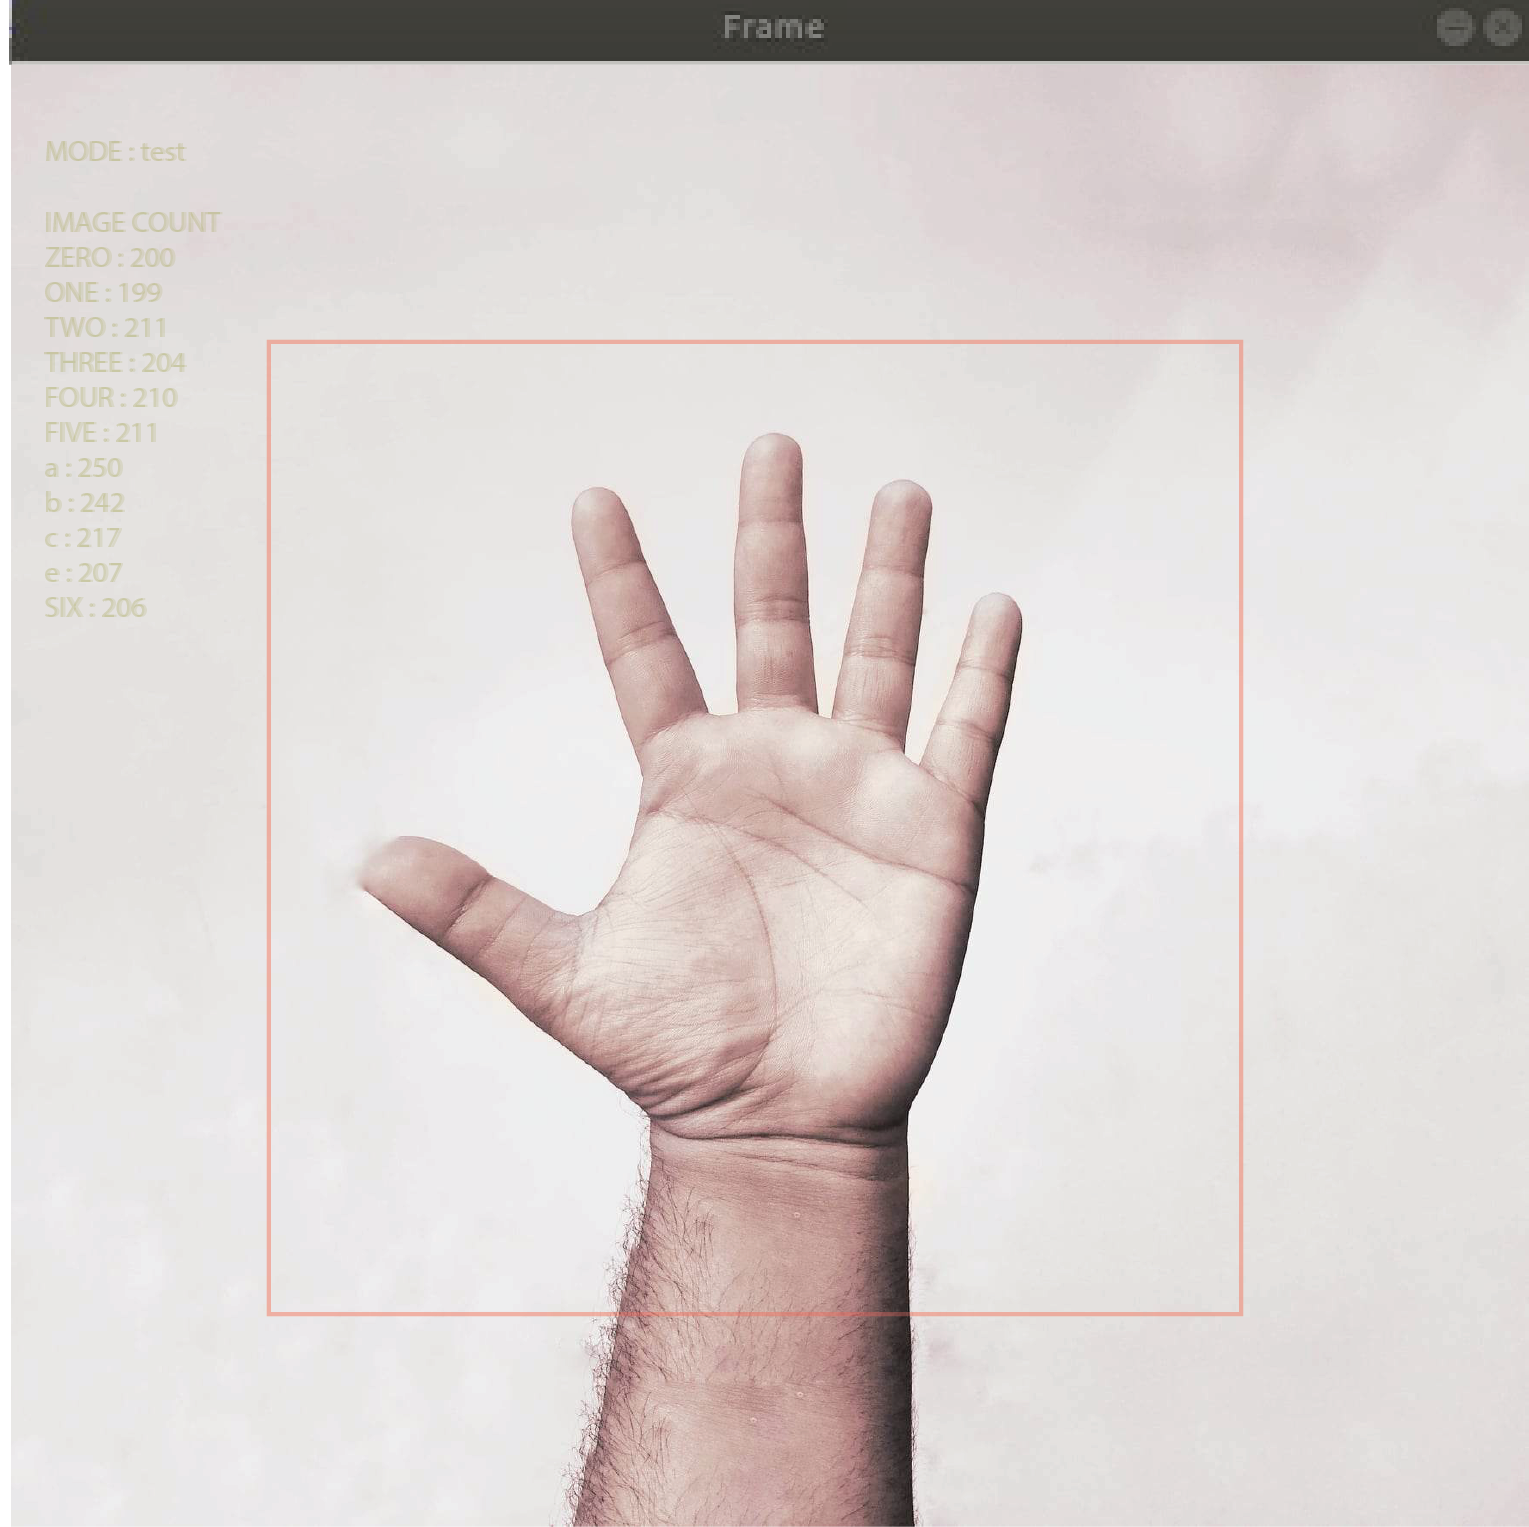 Frame
MODE : test
IMAGE COUNT
ZERO : 200
ONE : 199
TWO : 211
THREE : 204
FOUR : 210
FIVE : 211
a : 250
b : 242
c : 217
e : 207
SIX : 206